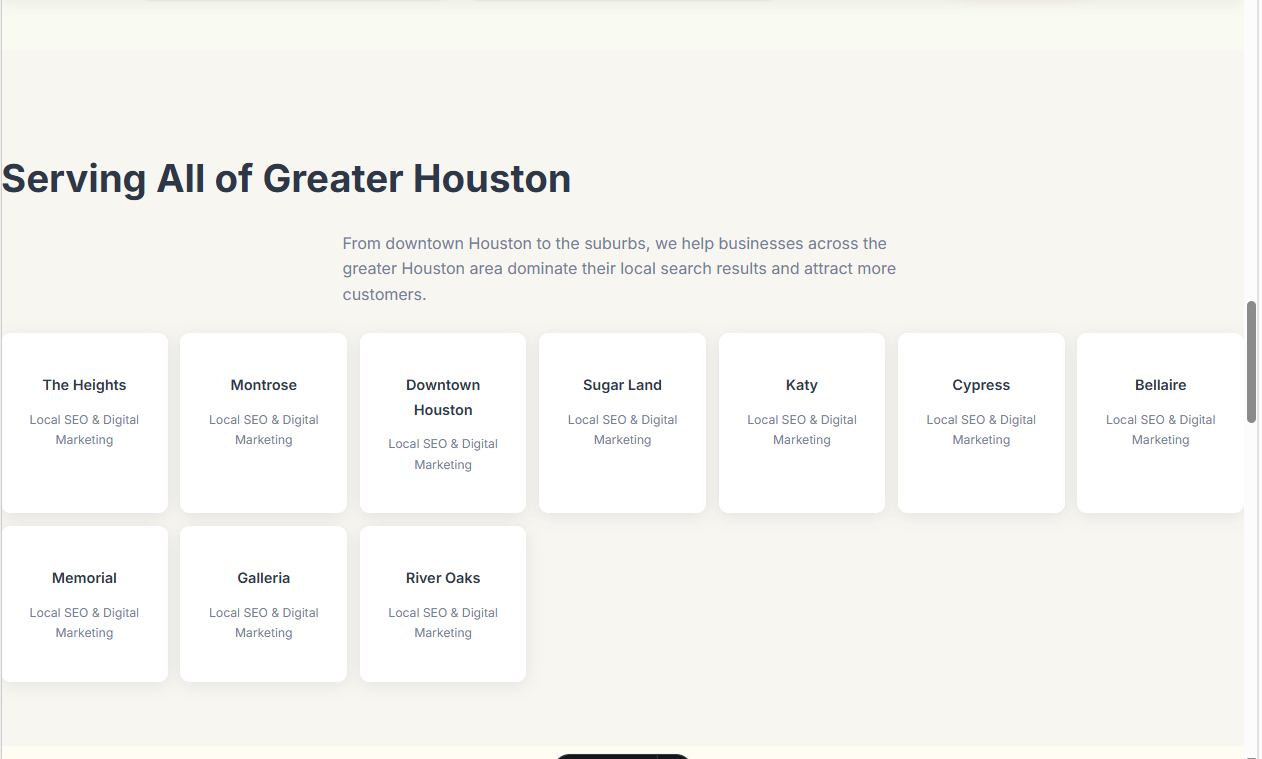 Serving All of Greater Houston
From downtown Houston to the suburbs, we help businesses across the
greater Houston area dominate their local search results and attract more
customers.
The Heights
Local SEO & Digital
Marketing
Montrose
Local SEO & Digital
Marketing
Downtown
Houston
Local SEO & Digital
Marketing
Sugar Land
Local SEO & Digital
Marketing
Katy
Local SEO & Digital
Marketing
Cypress
Local SEO & Digital
Marketing
Bellaire
Local SEO & Digital
Marketing
Memorial
Local SEO & Digital
Marketing
Galleria
Local SEO & Digital
Marketing
River Oaks
Local SEO & Digital
Marketing